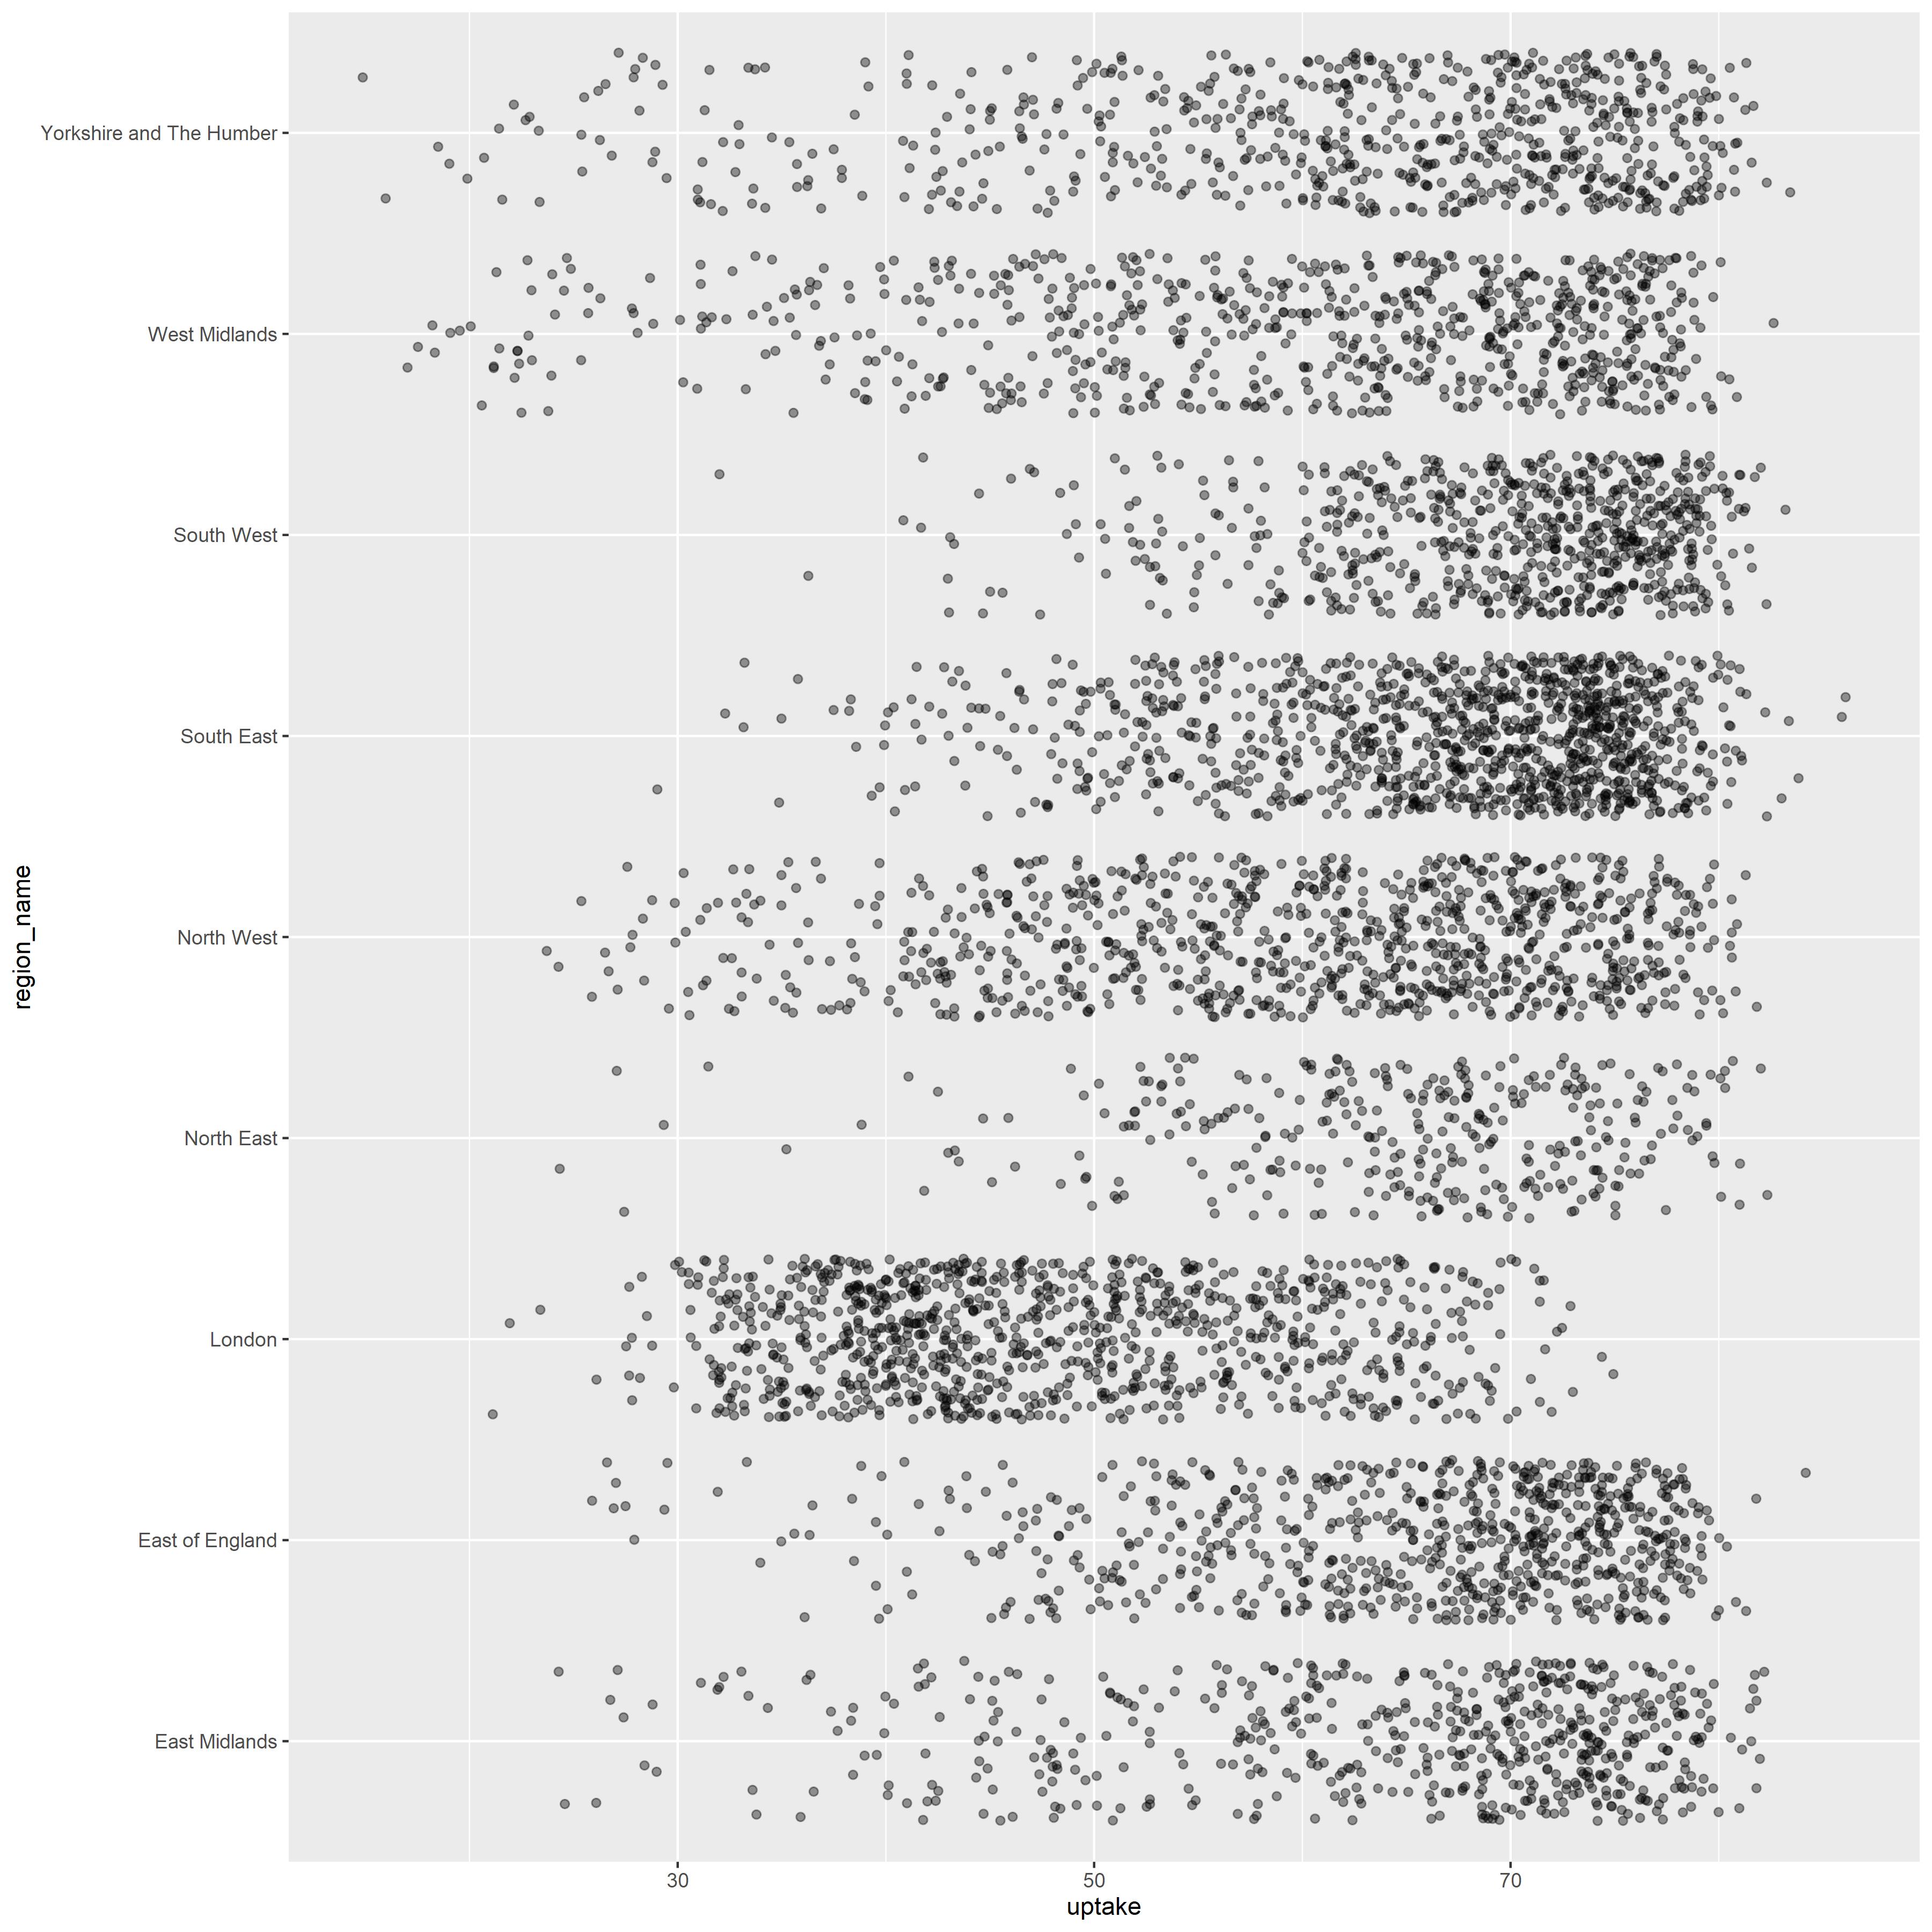 Yorkshire and The Humber
West Midlands
South West
South East
North West
North East
London
East of England
East Midlands
region_name
30 50 70
uptake